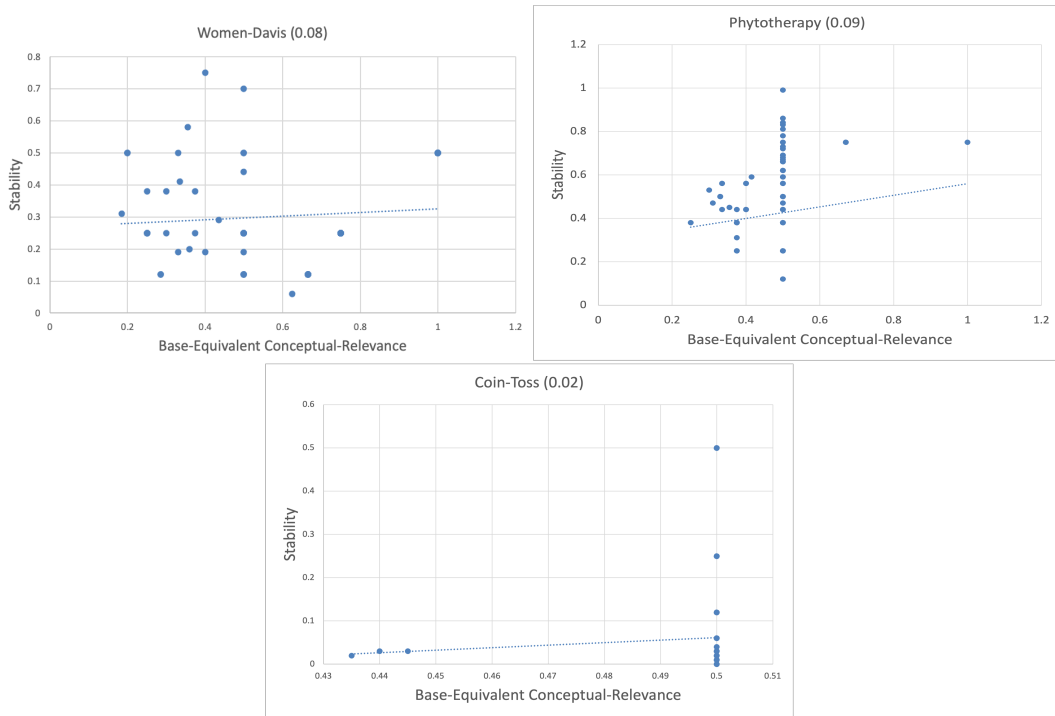 Women-Davis (0.08)
0.8
0.7
0.6
0.5
0.4
0.3
0.2
0.1
0
Stability
0 0.2 0.4 0.6 0.8 1 1.2
Base-Equivalent Conceptual-Relevance
Phytotherapy (0.09)
1.2
1
0.8
0.6
0.4
0.2
0
Stability
0 0.2 0.4 0.6 0.8 1 1.2
Base-Equivalent Conceptual-Relevance
Coin-Toss (0.02)
0.6
0.5
0.4
0.3
0.2
0.1
0
Stability
0.43 0.44 0.45 0.46 0.47 0.48 0.49 0.5 0.51
Base-Equivalent Conceptual-Relevance